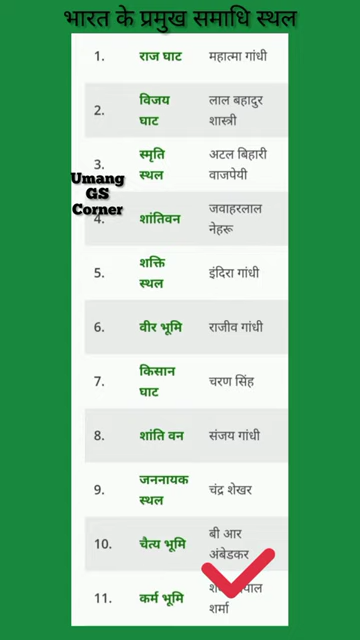 भारत के प्रमुख समाधि स्थल
1. राज घाट महात्मा गांधी
2. विजय घाट लाल बहादुर शास्त्री
3. स्मृति स्थल अटल बिहारी वाजपेयी
Umang
GS
Corner
4. शांतिवन जवाहरलाल नेहरू
5. शक्ति स्थल इंदिरा गांधी
6. वीर भूमि राजीव गांधी
7. किसान घाट चरण सिंह
8. शांति वन संजय गांधी
9. जननायक स्थल चंद्र शेखर
10. चैत्य भूमि बी आर अंबेडकर
11. कर्म भूमि शर्मा